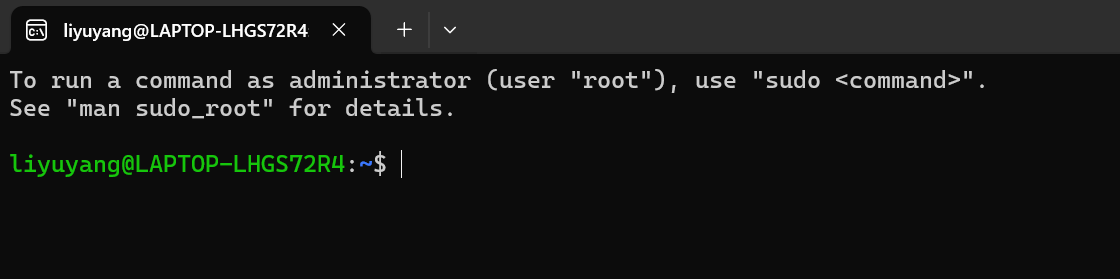 liyuyang@LAPTOP-LHGS72R4
To run a command as administrator (user "root"), use "sudo <command>".
See "man sudo_root" for details.
liyuyang@LAPTOP-LHGS72R4:~$